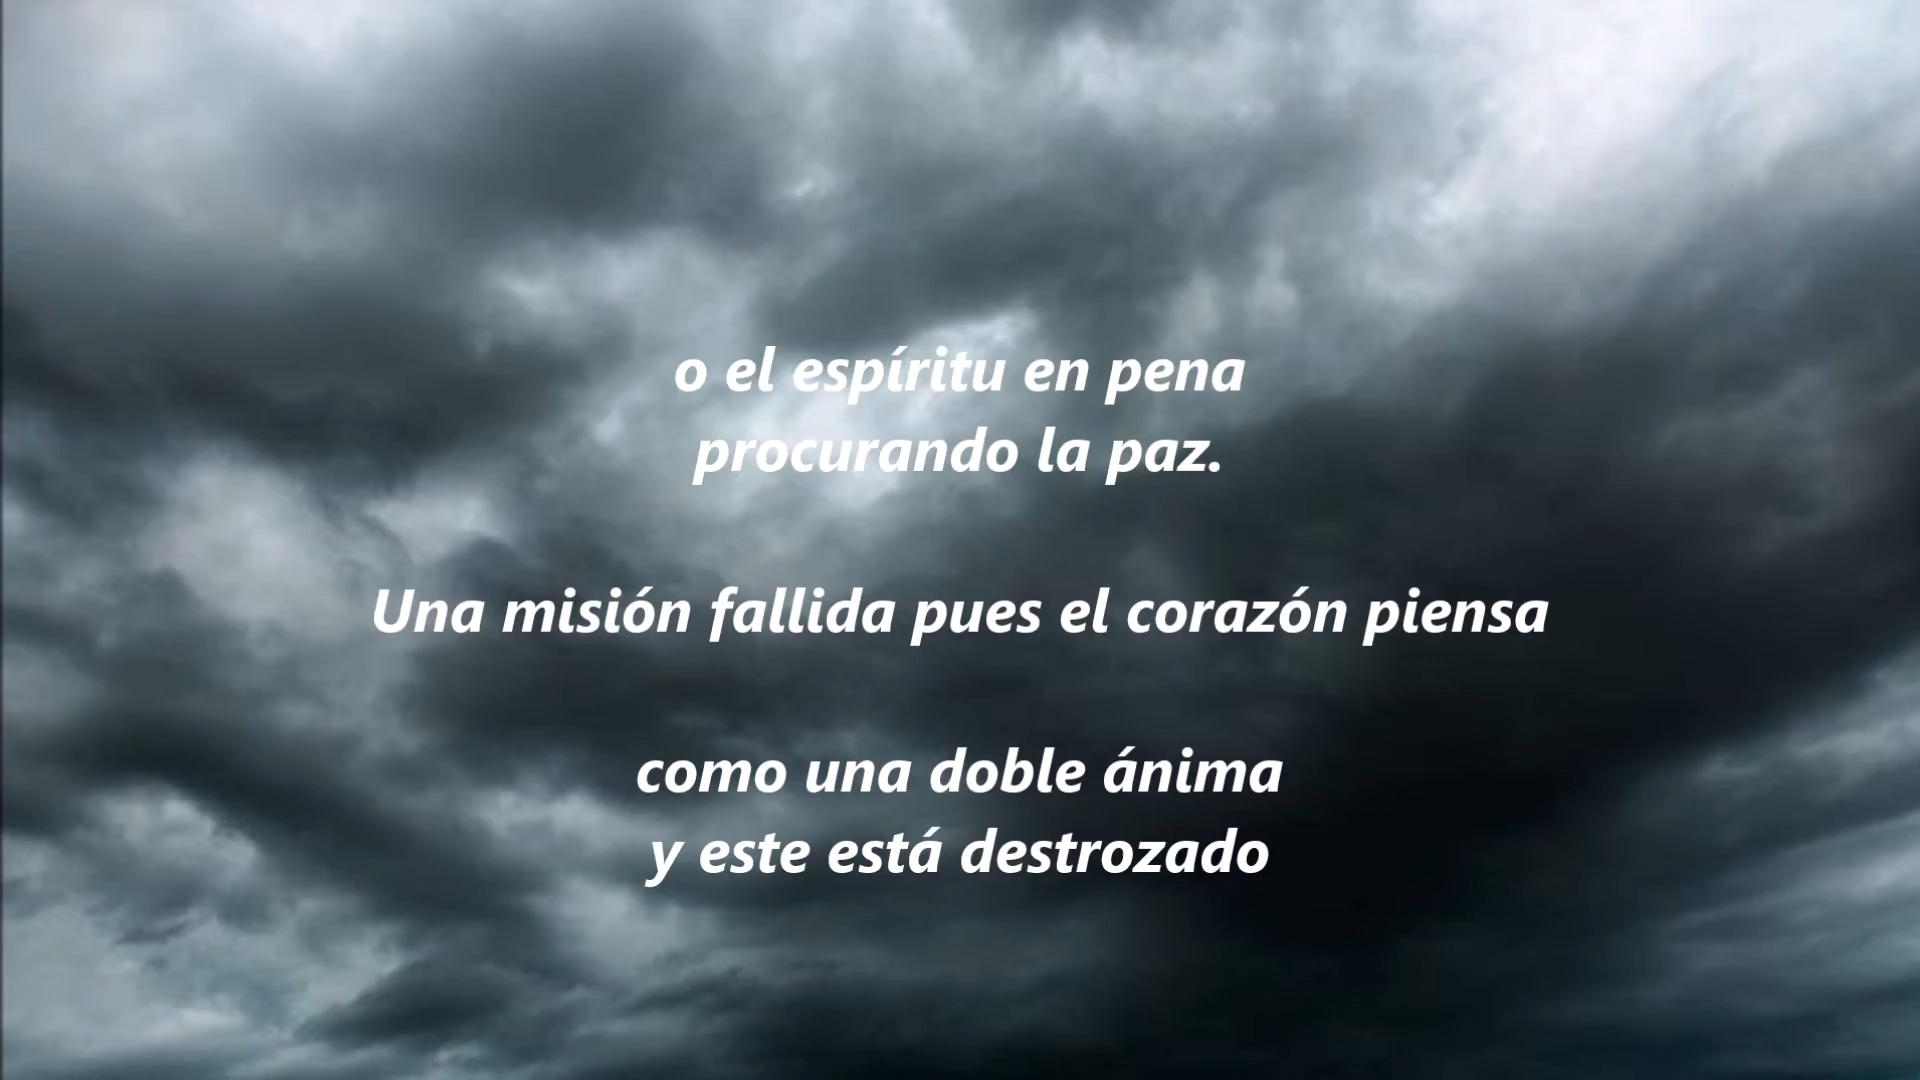 o el espíritu en pena
procurando la paz.
Una misión fallida pues el corazón piensa
como una doble ánima
y este está destrozado